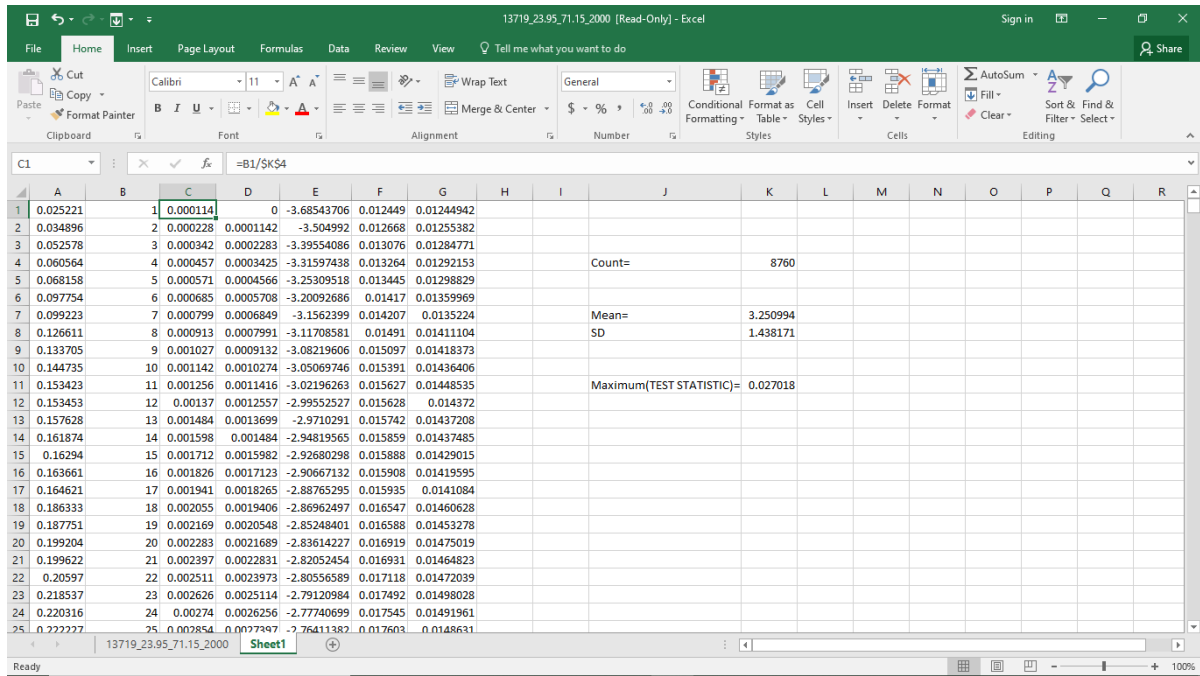 13719_23.95_71.15_2000 [Read-Only] - Excel
Sign in
File Home Insert Page Layout Formulas Data Review View Tell me what you want to do Share
Paste
Cut
Copy
Format Painter
Clipboard
Calibri 11
B I U
Font
Wrap Text
Merge & Center
Alignment
General
$ % ,
Number
Conditional Formatting
Format as Table
Cell Styles
Styles
Insert Delete Format
Cells
AutoSum
Fill
Clear
Sort & Filter
Find & Select
Editing
C1 fx =B1/$K$4
A B C D E F G H I J K L M N O P Q R
1 0.025221 1 0.000114 0 -3.68543706 0.012449 0.01244942
2 0.034896 2 0.000228 0.0001142 -3.504992 0.012668 0.01255382
3 0.052578 3 0.000342 0.0002283 -3.39554086 0.013076 0.01284771
4 0.060564 4 0.000457 0.0003425 -3.31597438 0.013264 0.01292153 Count= 8760
5 0.068158 5 0.000571 0.0004566 -3.25309518 0.013445 0.01298829
6 0.097754 6 0.000685 0.0005708 -3.20092686 0.01417 0.01359969
7 0.099223 7 0.000799 0.0006849 -3.1562399 0.014207 0.0135224 Mean= 3.250994
8 0.126611 8 0.000913 0.0007991 -3.11708581 0.01491 0.01411104 SD 1.438171
9 0.133705 9 0.001027 0.0009132 -3.08219606 0.015097 0.01418373
10 0.144735 10 0.001142 0.0010274 -3.05069746 0.015391 0.01436406
11 0.153423 11 0.001256 0.0011416 -3.02196263 0.015627 0.01448535 Maximum(TEST STATISTIC)= 0.027018
12 0.153453 12 0.00137 0.0012557 -2.99552527 0.015628 0.014372
13 0.157628 13 0.001484 0.0013699 -2.9710291 0.015742 0.01437208
14 0.161874 14 0.001598 0.001484 -2.94819565 0.015859 0.01437485
15 0.16294 15 0.001712 0.0015982 -2.92680298 0.015888 0.01429015
16 0.163661 16 0.001826 0.0017123 -2.90667132 0.015908 0.01419595
17 0.164621 17 0.001941 0.0018265 -2.88765295 0.015935 0.0141084
18 0.186333 18 0.002055 0.0019406 -2.86962497 0.016547 0.01460628
19 0.187751 19 0.002169 0.0020548 -2.85248401 0.016588 0.01453278
20 0.199204 20 0.002283 0.0021689 -2.83614227 0.016919 0.01475019
21 0.199622 21 0.002397 0.0022831 -2.82052454 0.016931 0.01464823
22 0.20597 22 0.002511 0.0023973 -2.80556589 0.017118 0.01472039
23 0.218537 23 0.002626 0.0025114 -2.79120984 0.017492 0.01498028
24 0.220316 24 0.00274 0.0026256 -2.77740699 0.017545 0.01491961
25 0.222227 25 0.002854 0.0027397 -2.76411382 0.017603 0.0148631
13719_23.95_71.15_2000 Sheet1
Ready 100%